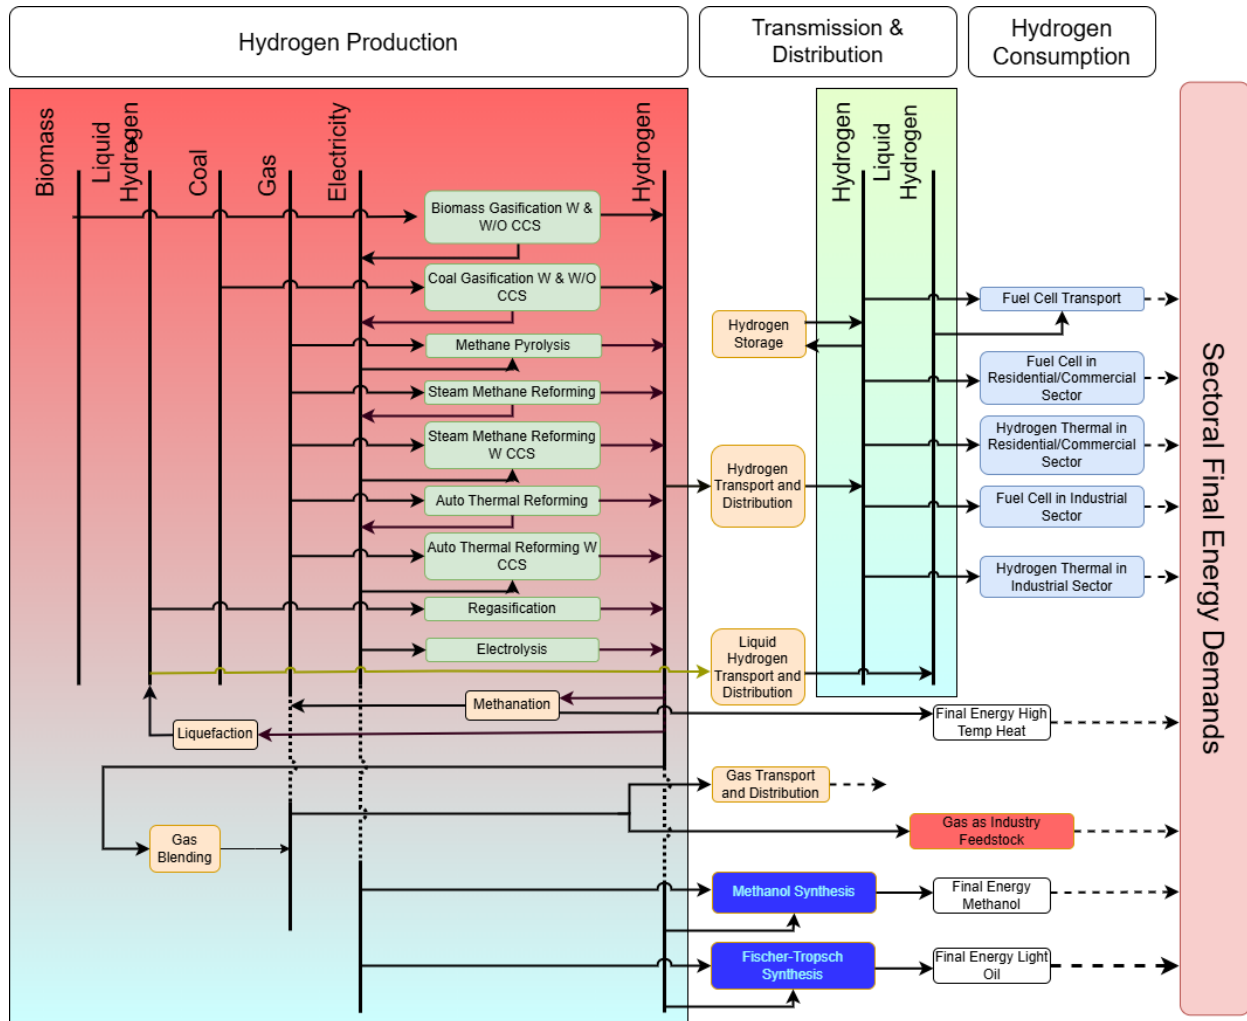 Hydrogen Production
Transmission &
Distribution
Hydrogen
Consumption
Biomass
Liquid
Hydrogen
Coal
Gas
Electricity
Hydrogen
Hydrogen
Liquid
Hydrogen
Biomass Gasification W &
W/O CCS
Coal Gasification W & W/O
CCS
Methane Pyrolysis
Steam Methane Reforming
Steam Methane Reforming
W CCS
Auto Thermal Reforming
Auto Thermal Reforming W
CCS
Regasification
Electrolysis
Methanation
Liquefaction
Gas
Blending
Hydrogen
Storage
Hydrogen
Transport and
Distribution
Liquid
Hydrogen
Transport and
Distribution
Gas Transport
and Distribution
Methanol Synthesis
Fischer-Tropsch
Synthesis
Fuel Cell Transport
Fuel Cell in
Residential/Commercial
Sector
Hydrogen Thermal in
Residential/Commercial
Sector
Fuel Cell in Industrial
Sector
Hydrogen Thermal in
Industrial Sector
Final Energy High
Temp Heat
Gas as Industry
Feedstock
Final Energy
Methanol
Final Energy Light
Oil
Sectoral Final Energy Demands